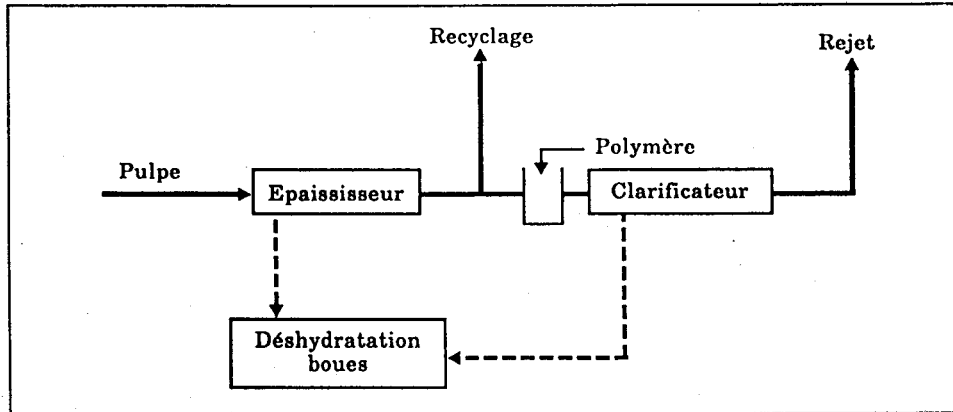 Recyclage
Rejet
Polymère
Pulpe
Epaississeur
Clarificateur
Déshydratation
boues